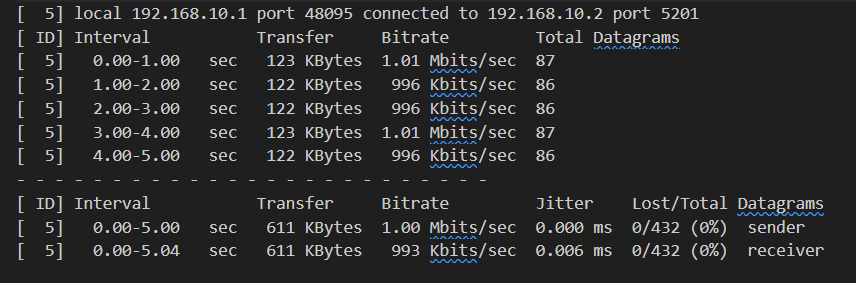 [  5] local 192.168.10.1 port 48095 connected to 192.168.10.2 port 5201
[ ID] Interval           Transfer     Bitrate         Total Datagrams
[  5]   0.00-1.00   sec   123 KBytes  1.01 Mbits/sec  87
[  5]   1.00-2.00   sec   122 KBytes   996 Kbits/sec  86
[  5]   2.00-3.00   sec   122 KBytes   996 Kbits/sec  86
[  5]   3.00-4.00   sec   123 KBytes  1.01 Mbits/sec  87
[  5]   4.00-5.00   sec   122 KBytes   996 Kbits/sec  86
- - - - - - - - - - - - - - - - - - - - - - - - -
[ ID] Interval           Transfer     Bitrate         Jitter    Lost/Total Datagrams
[  5]   0.00-5.00   sec   611 KBytes  1.00 Mbits/sec  0.000 ms  0/432 (0%)  sender
[  5]   0.00-5.04   sec   611 KBytes   993 Kbits/sec  0.006 ms  0/432 (0%)  receiver